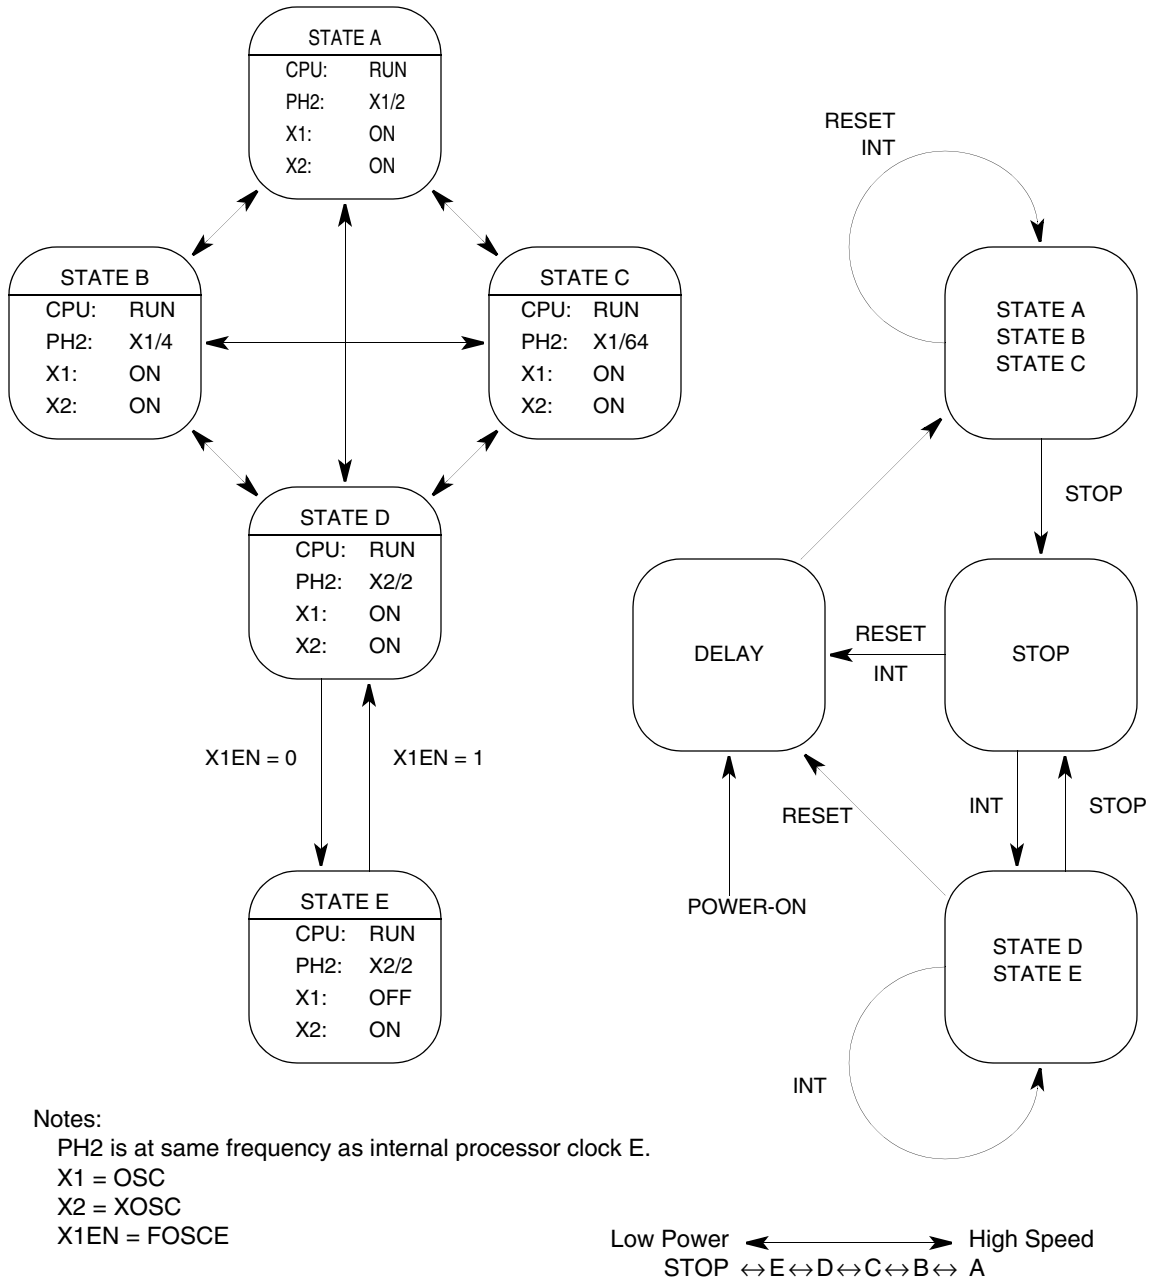 STATE A
CPU: RUN
PH2: X1/2
X1: ON
X2: ON
STATE B
CPU: RUN
PH2: X1/4
X1: ON
X2: ON
STATE C
CPU: RUN
PH2: X1/64
X1: ON
X2: ON
STATE D
CPU: RUN
PH2: X2/2
X1: ON
X2: ON
X1EN = 0
X1EN = 1
STATE E
CPU: RUN
PH2: X2/2
X1: OFF
X2: ON
RESET
INT
STATE A
STATE B
STATE C
STOP
DELAY
RESET
INT
STOP
RESET
INT
STOP
POWER-ON
STATE D
STATE E
INT
Notes:
PH2 is at same frequency as internal processor clock E.
X1 = OSC
X2 = XOSC
X1EN = FOSCE
Low Power High Speed
STOP ↔E↔D↔C↔B↔ A